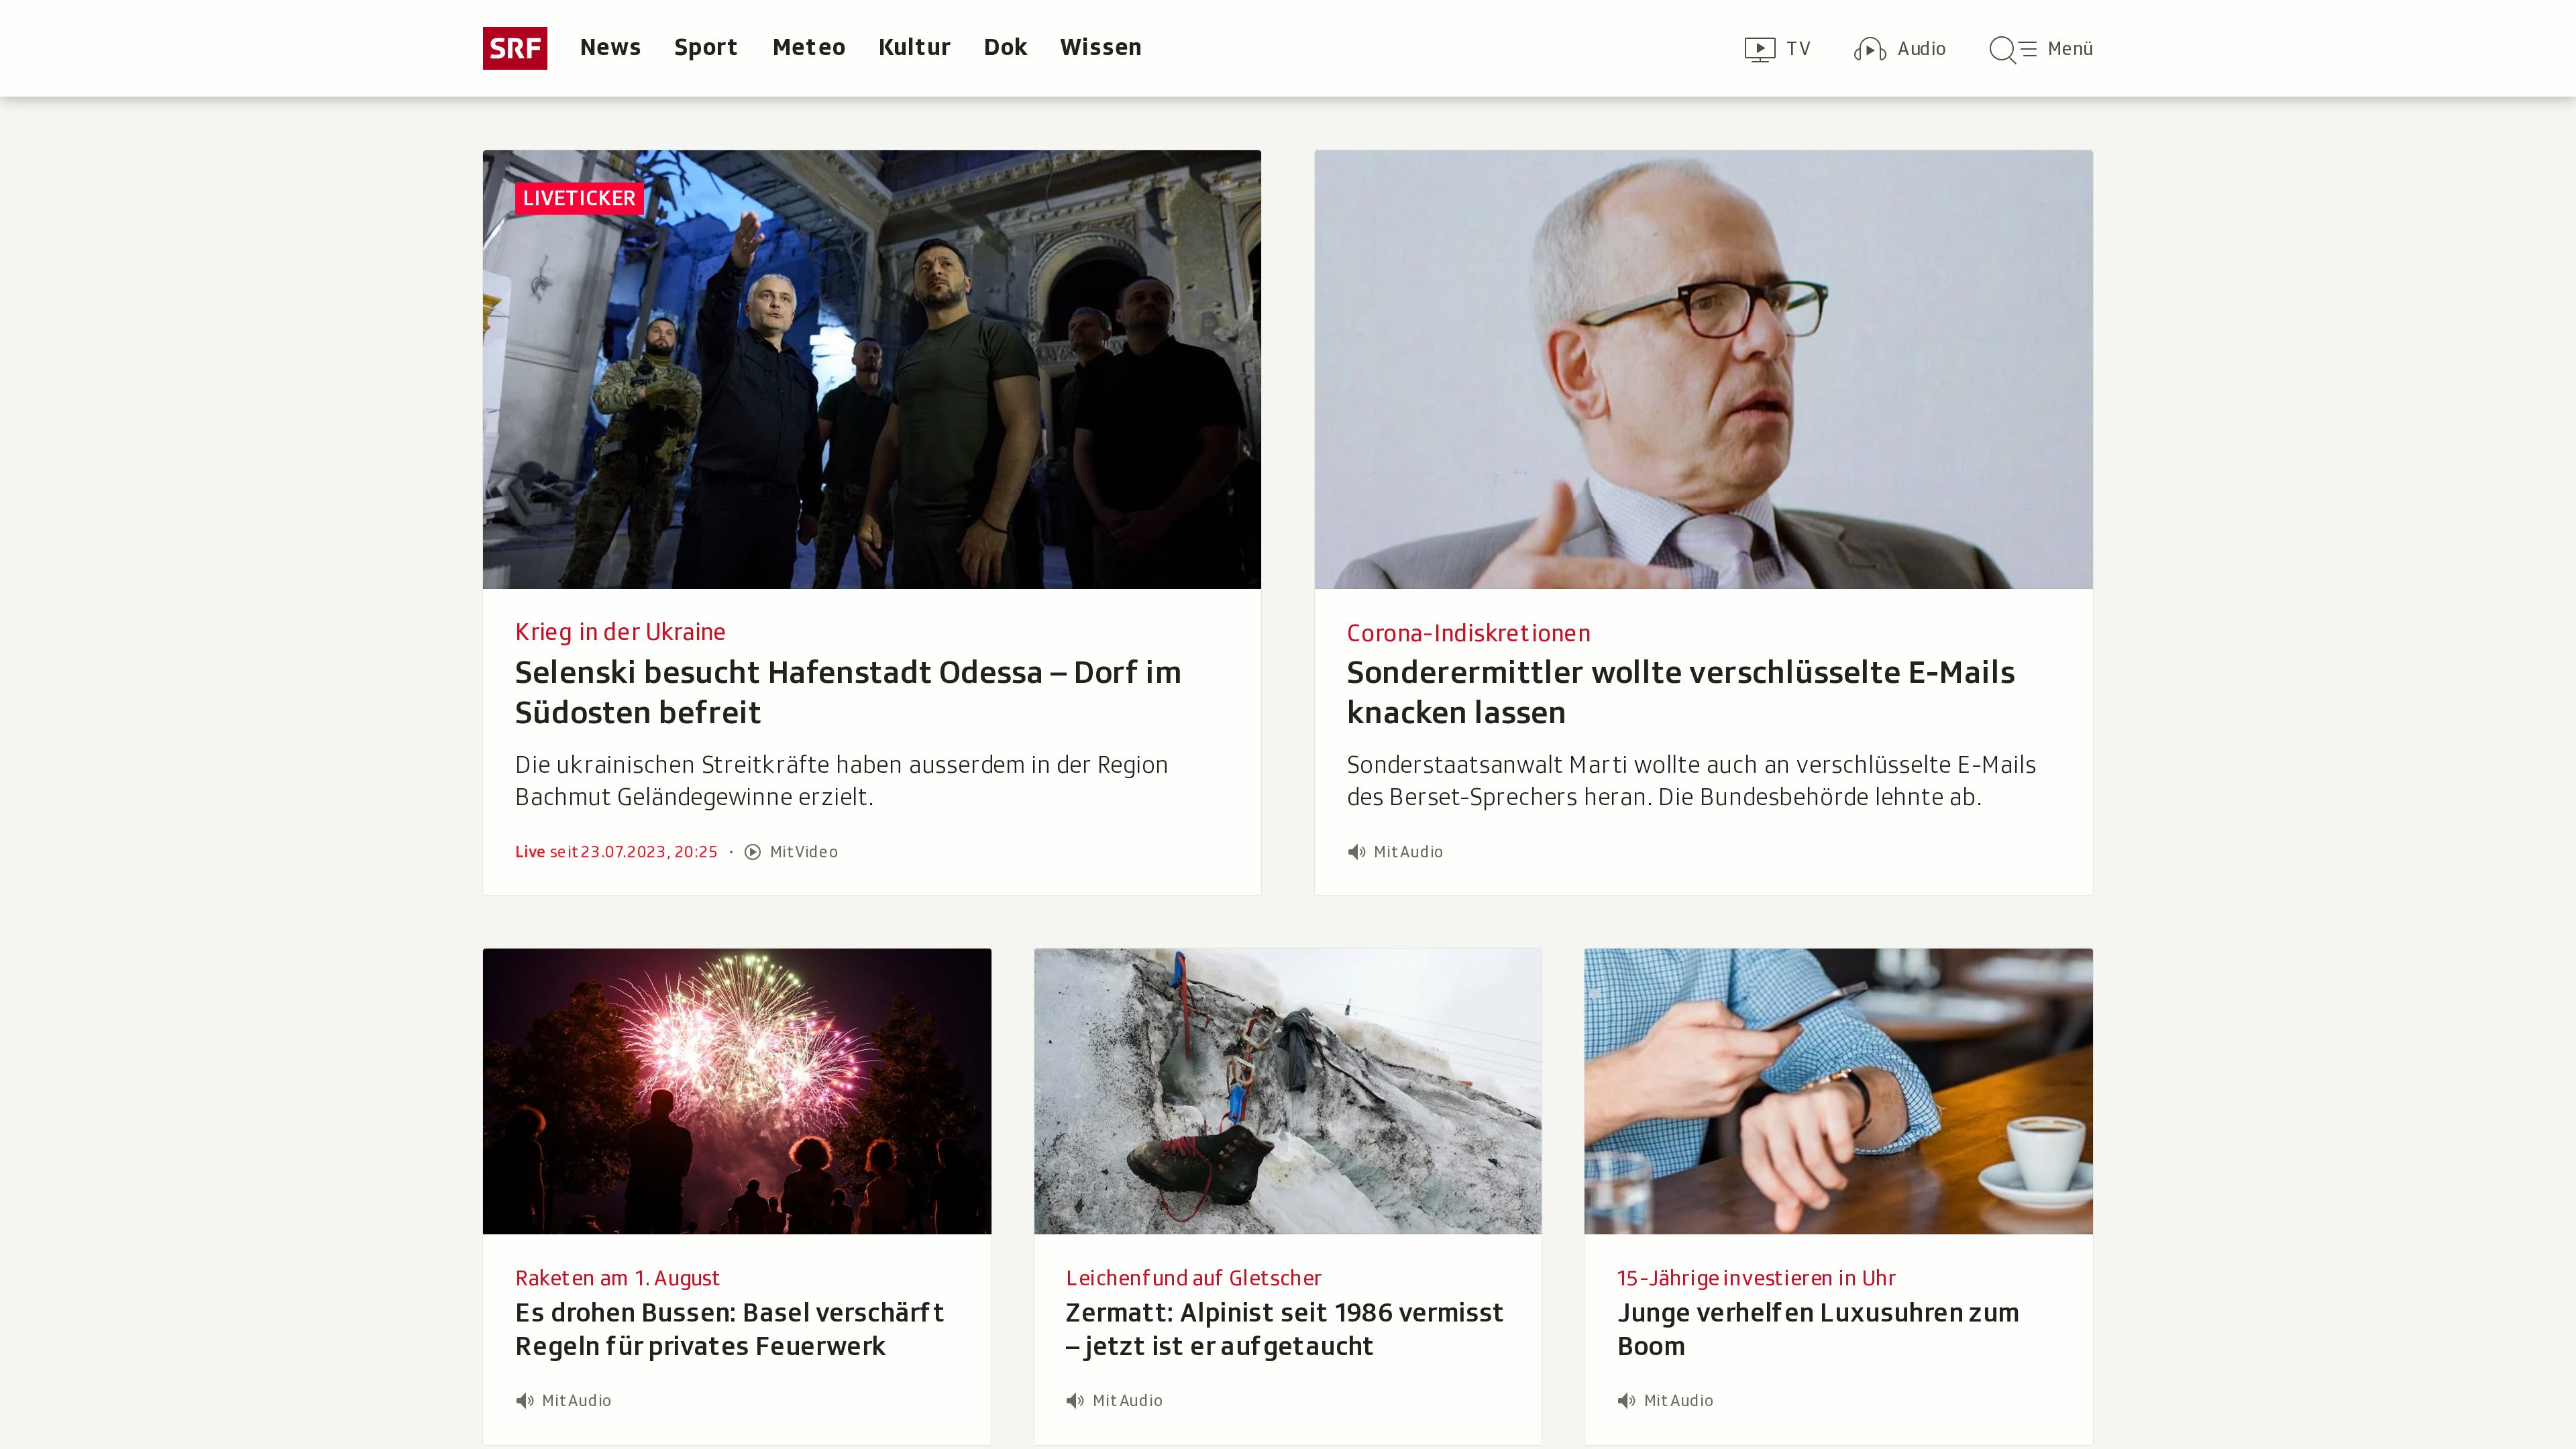 SRF News Sport Meteo Kultur Dok Wissen TV Audio Menü
LIVETICKER
Krieg in der Ukraine
Selenski besucht Hafenstadt Odessa – Dorf im
Südosten befreit
Die ukrainischen Streitkräfte haben ausserdem in der Region
Bachmut Geländegewinne erzielt.
Live seit 23.07.2023, 20:25 · Mit Video
Corona-Indiskretionen
Sonderermittler wollte verschlüsselte E-Mails
knacken lassen
Sonderstaatsanwalt Marti wollte auch an verschlüsselte E-Mails
des Berset-Sprechers heran. Die Bundesbehörde lehnte ab.
Mit Audio
Raketen am 1. August
Es drohen Bussen: Basel verschärft
Regeln für privates Feuerwerk
Mit Audio
Leichenfund auf Gletscher
Zermatt: Alpinist seit 1986 vermisst
– jetzt ist er aufgetaucht
Mit Audio
15-Jährige investieren in Uhr
Junge verhelfen Luxusuhren zum
Boom
Mit Audio